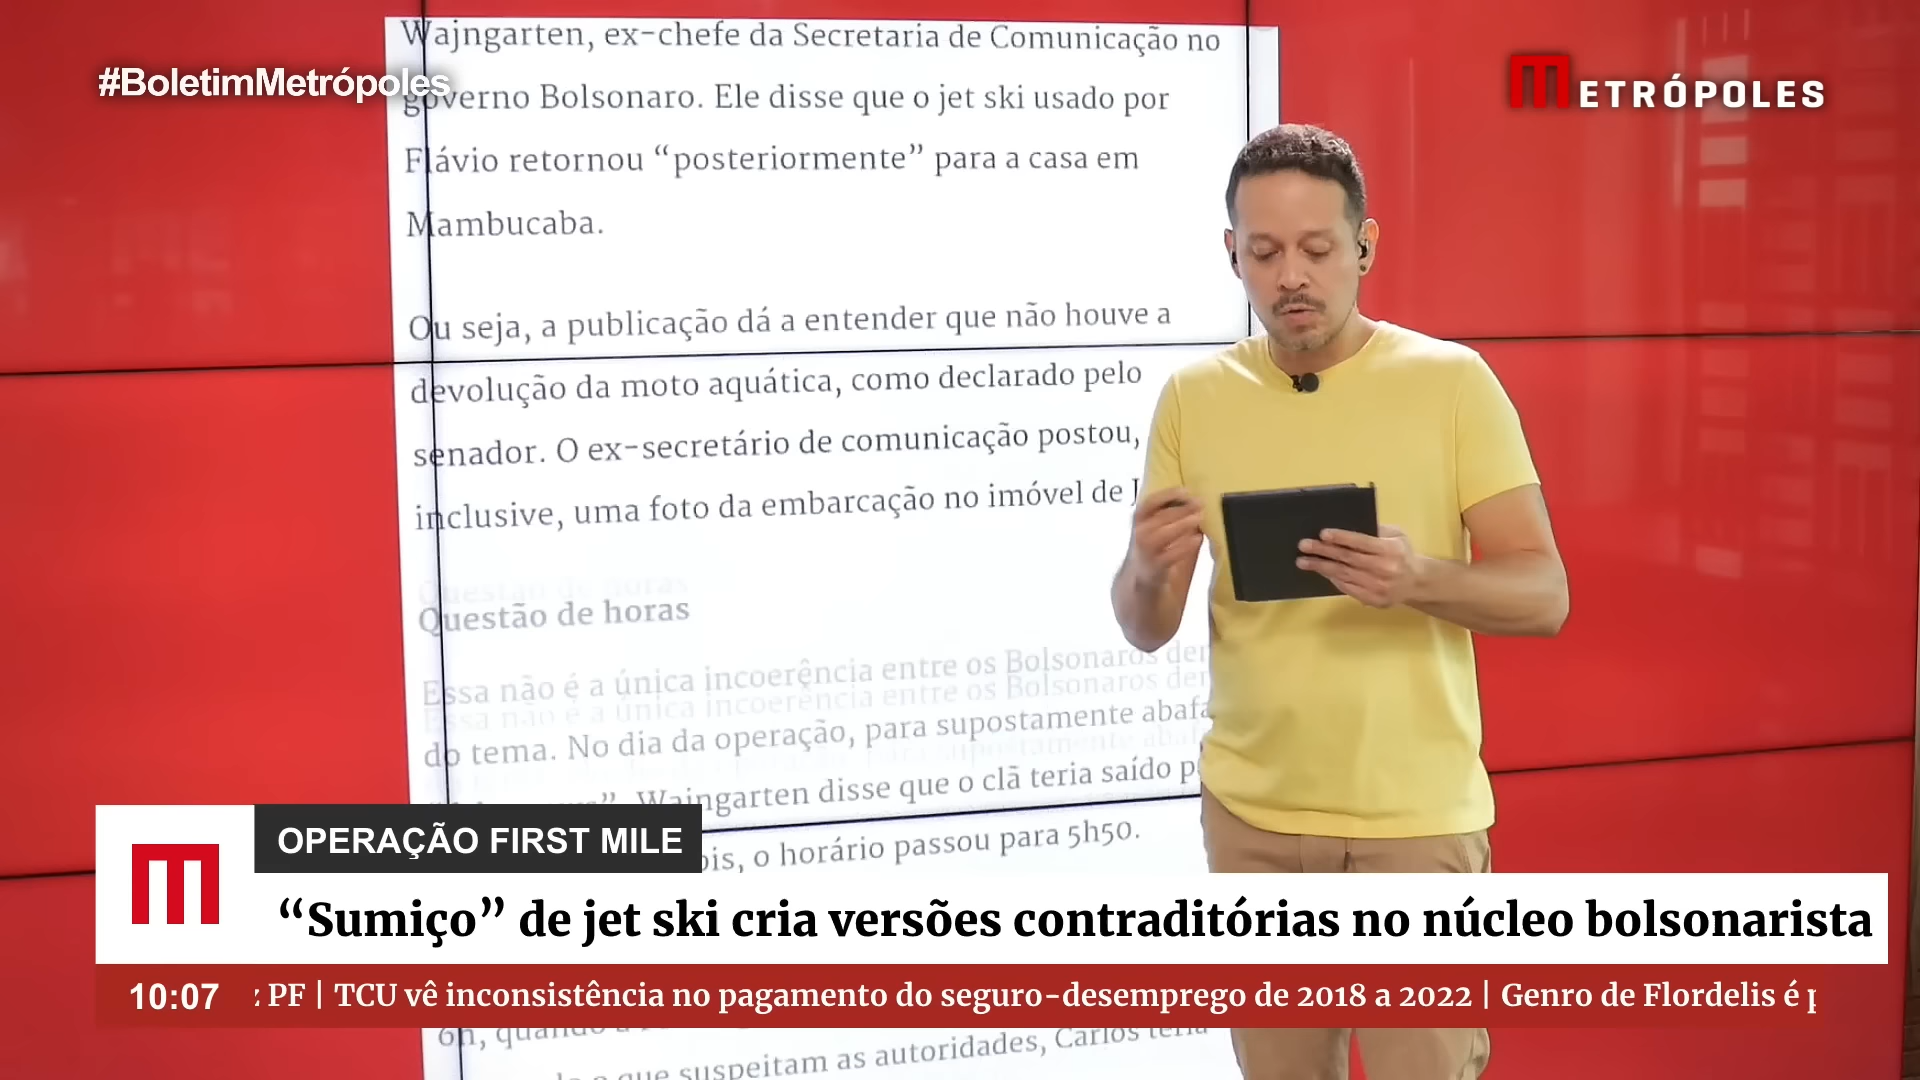 #BoletimMetrópoles
METRÓPOLES
Wajngarten, ex-chefe da Secretaria de Comunicação no
governo Bolsonaro. Ele disse que o jet ski usado por
Flávio retornou “posteriormente” para a casa em
Mambucaba.
Ou seja, a publicação dá a entender que não houve a
devolução da moto aquática, como declarado pelo
senador. O ex-secretário de comunicação postou,
inclusive, uma foto da embarcação no imóvel de
Questão de horas
Essa não é a única incoerência entre os Bolsonaros
do tema. No dia da operação, para supostamente
Wajngarten disse que o clã teria saído
o horário passou para 5h50.
OPERAÇÃO FIRST MILE
“Sumiço” de jet ski cria versões contraditórias no núcleo bolsonarista
10:07
PF | TCU vê inconsistência no pagamento do seguro-desemprego de 2018 a 2022 | Genro de Flordelis é
6h, quando a
o que suspeitam as autoridades, Carlos teria